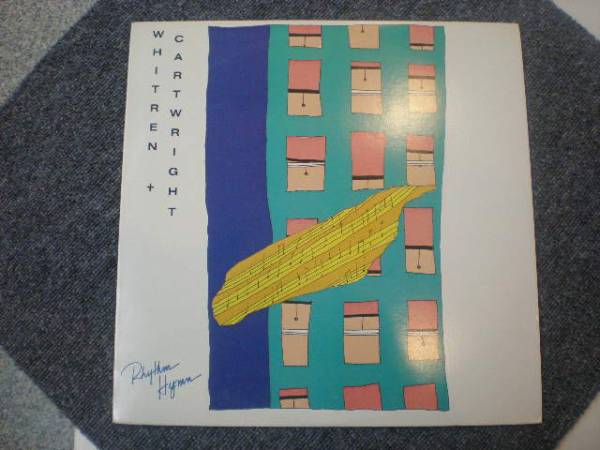 WHITREN +
CARTWRIGHT
Rhythm
Hymn